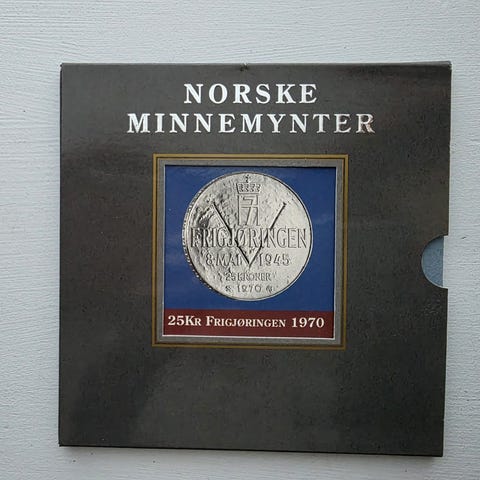 NORSKE
MINNEMYNTER
FRIGJØRINGEN
8 MAI 1945
25 KRONER
1970
25KR FRIGJØRINGEN 1970